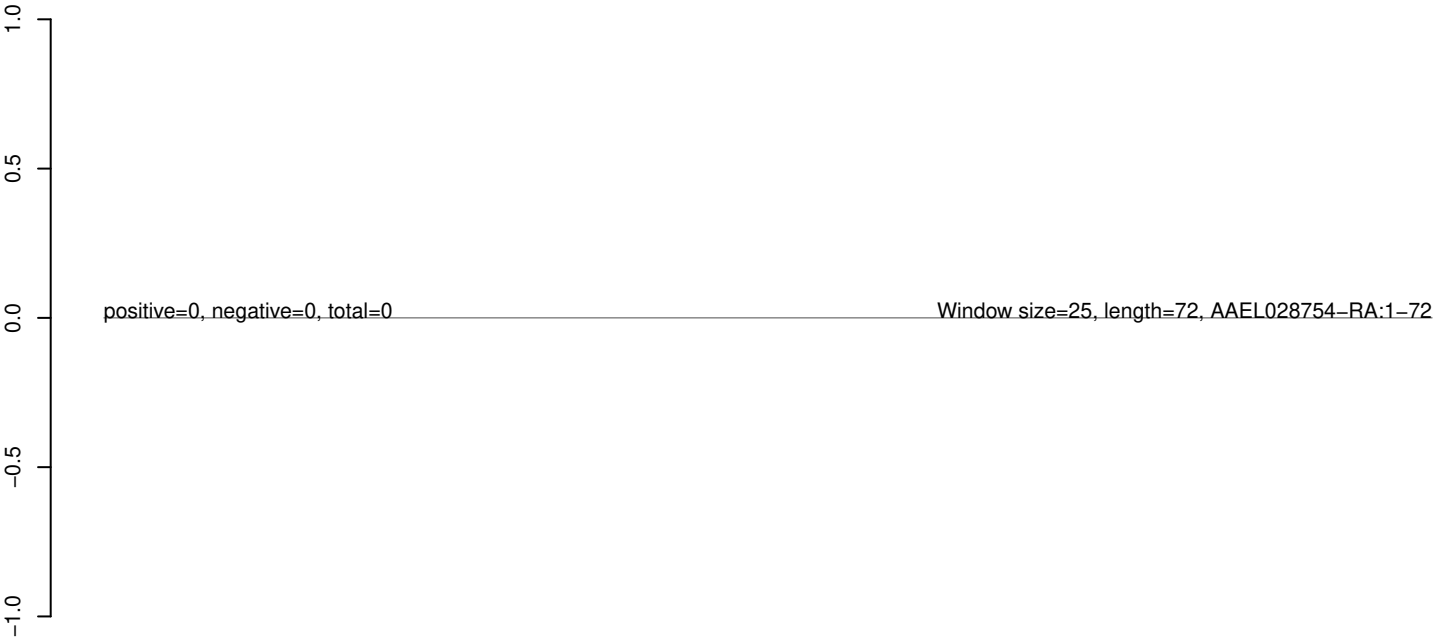 1.0
0.5
0.0
−0.5
−1.0
positive=0, negative=0, total=0
Window size=25, length=72, AAEL028754−RA:1−72